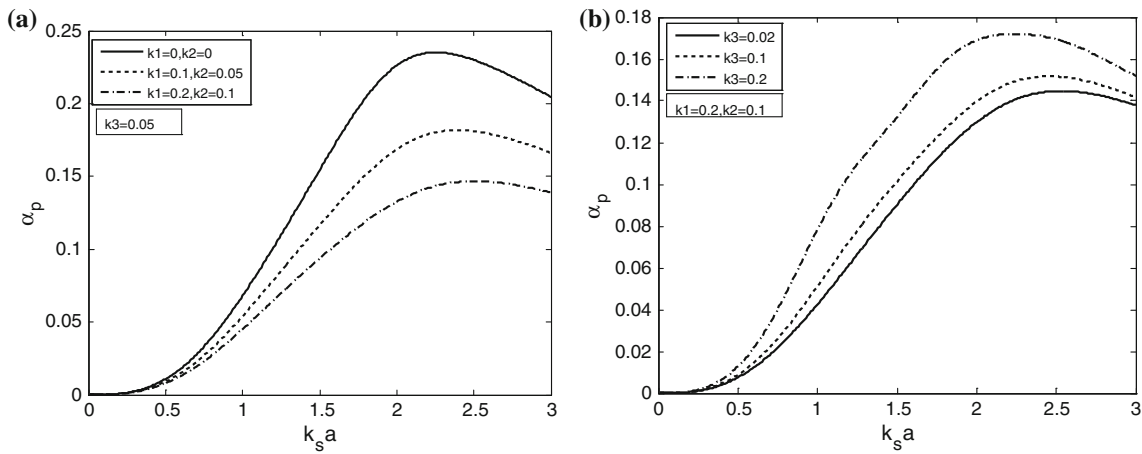 (a)
0.25
0.2
0.15
0.1
0.05
0
αp
k1=0,k2=0
k1=0.1,k2=0.05
k1=0.2,k2=0.1
k3=0.05
0 0.5 1 1.5 2 2.5 3
ksa
(b)
0.18
0.16
0.14
0.12
0.1
0.08
0.06
0.04
0.02
0
αp
k3=0.02
k3=0.1
k3=0.2
k1=0.2,k2=0.1
0 0.5 1 1.5 2 2.5 3
ksa